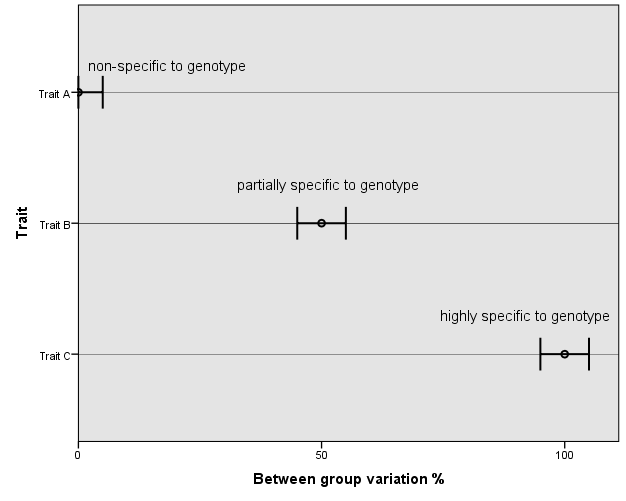 non-specific to genotype
Trait A
partially specific to genotype
Trait B
highly specific to genotype
Trait C
Trait
0
50
100
Between group variation %